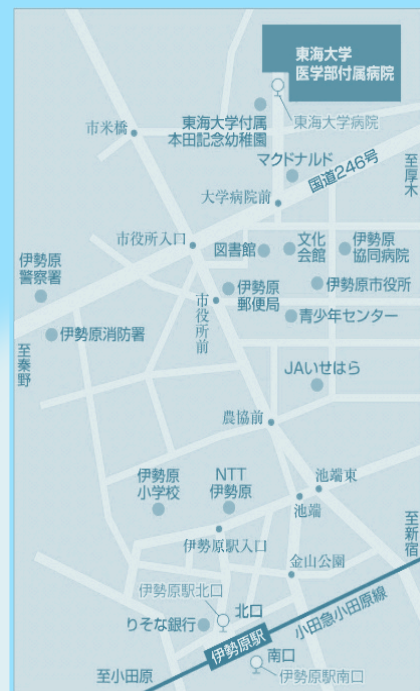 東海大学
医学部付属病院
東海大学付属
本田記念幼稚園
東海大学病院
市米橋
マクドナルド
国道246号
至厚木
大学病院前
市役所入口
図書館
文化
会館
伊勢原
協同病院
伊勢原
警察署
伊勢原
郵便局
伊勢原市役所
市役所前
青少年センター
伊勢原消防署
至秦野
JAいせはら
農協前
伊勢原
小学校
NTT
伊勢原
池端東
池端
至新宿
伊勢原駅入口
金山公園
伊勢原駅北口
北口
りそな銀行
伊勢原駅
小田急小田原線
南口
伊勢原駅南口
至小田原